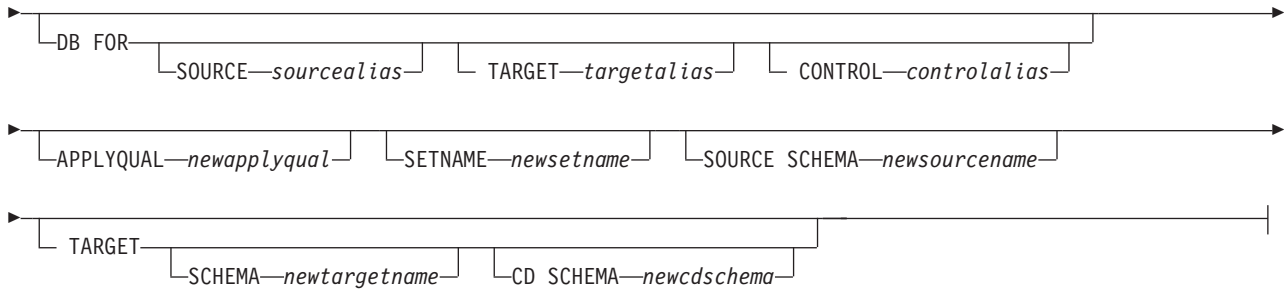 DB FOR
SOURCE sourcealias TARGET targetalias CONTROL controlalias
APPLYQUAL newapplyqual SETNAME newsetname SOURCE SCHEMA newsourcename
TARGET
SCHEMA newtargetname CD SCHEMA newcdschema